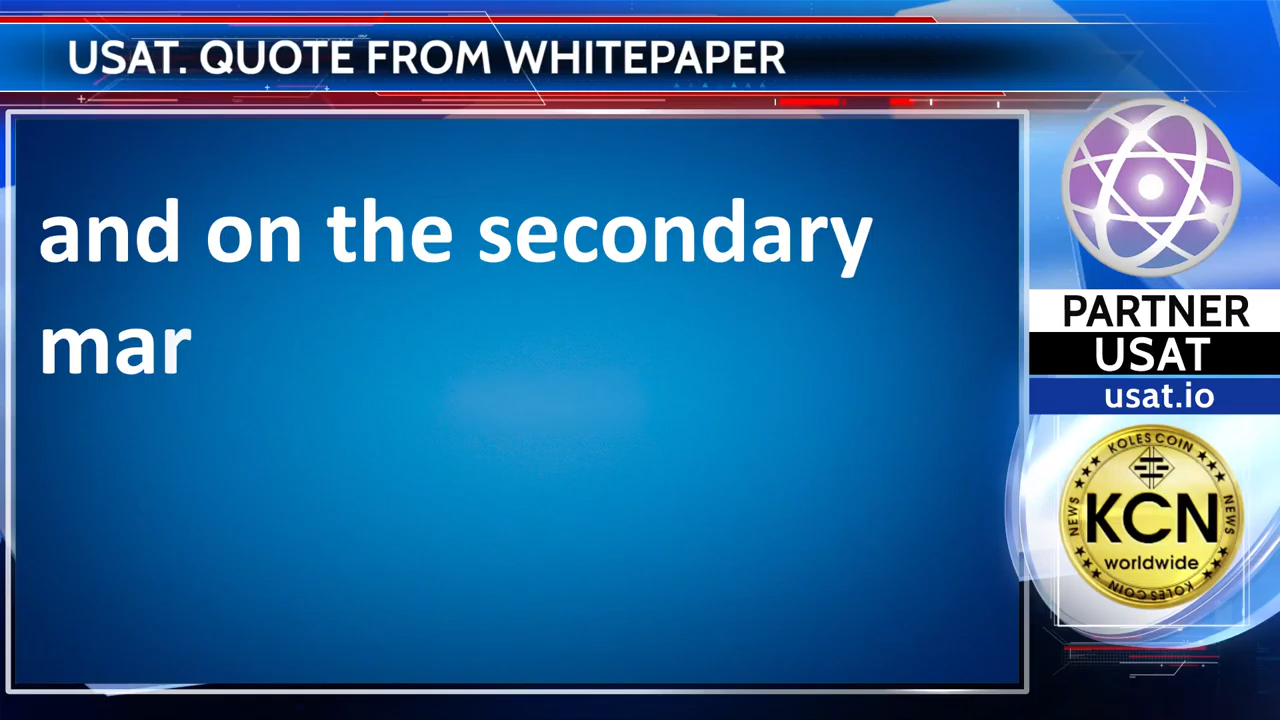 USAT. QUOTE FROM WHITEPAPER
and on the secondary
mar
PARTNER
USAT
usat.io
KOLES COIN
NEWS
KCN
NEWS
worldwide
KOLES COIN